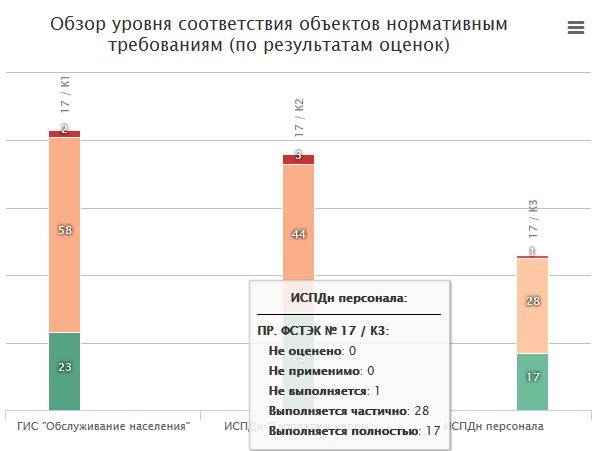 Обзор уровня соответствия объектов нормативным
требованиям (по результатам оценок)
17 / К1
17 / К2
17 / К3
2
58
23
3
44
1
28
17
ИСПДн персонала:
ПР. ФСТЭК № 17 / К3:
Не оценено: 0
Не применимо: 0
Не выполняется: 1
Выполняется частично: 28
Выполняется полностью: 17
ГИС "Обслуживание населения"
ИСПДн персонала